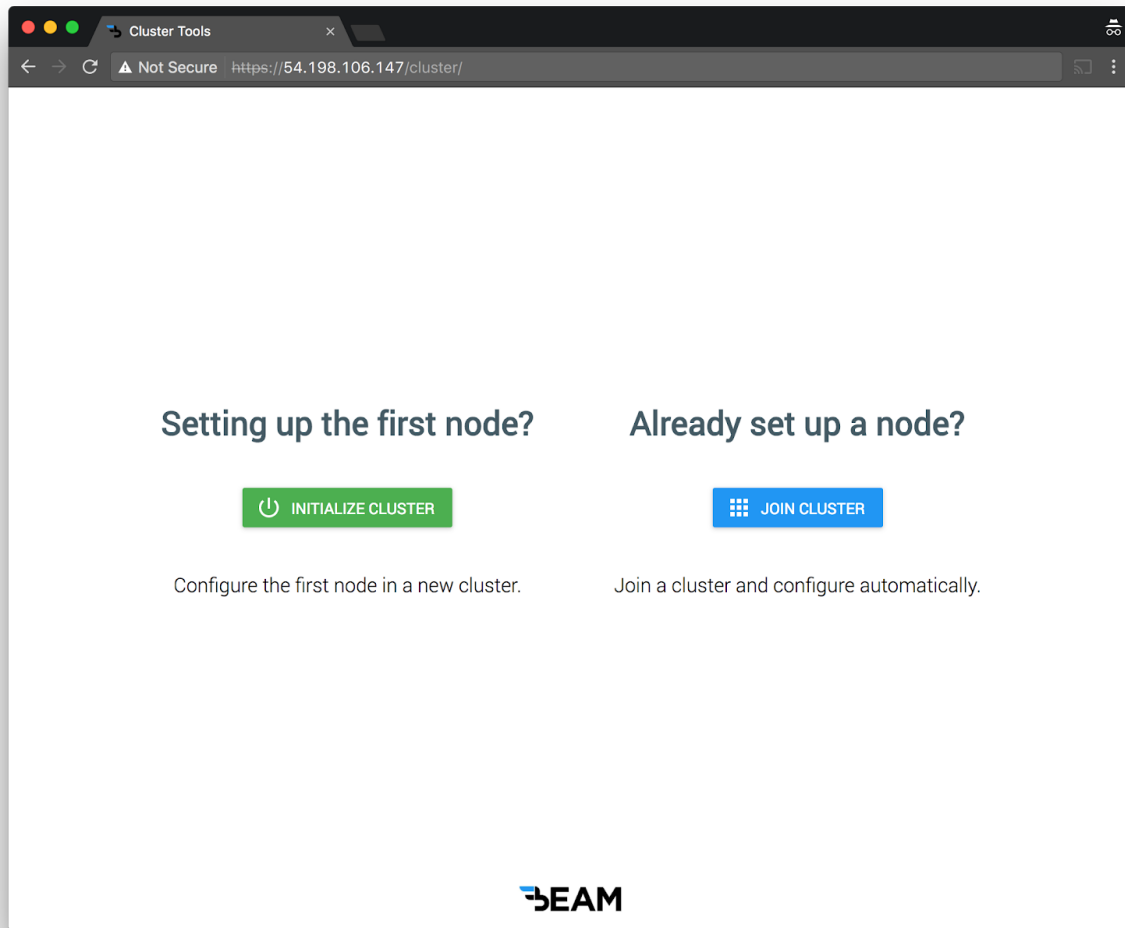 Cluster Tools
Not Secure https://54.198.106.147/cluster/
Setting up the first node?
INITIALIZE CLUSTER
Configure the first node in a new cluster.
Already set up a node?
JOIN CLUSTER
Join a cluster and configure automatically.
BEAM